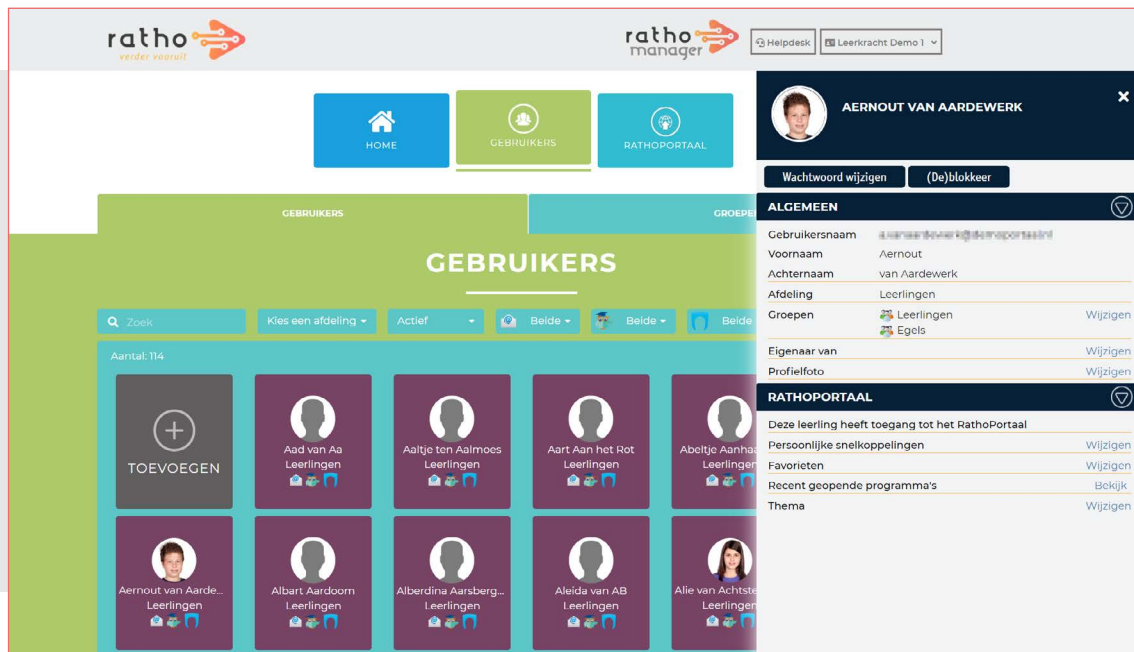 ratho
verder vooruit
ratho
manager
Helpdesk
Leerkracht Demo 1
HOME
GEBRUIKERS
RATHOPORTAAL
GEBRUIKERS
GEBRUIKERS
Zoek
Kies een afdeling
Actief
Beide
Beide
Beide
Aantal: 114
TOEVOEGEN
Aad van Aa
Leerlingen
Aaltje ten Aalmoes
Leerlingen
Aart Aan het Rot
Leerlingen
Abeltje
Aernout van Aarde...
Leerlingen
Albart Aardoom
Leerlingen
Alberdina Aarsberg...
Leerlingen
Aleida van AB
Leerlingen
Alie van
AERNOUT VAN AARDEWERK
Wachtwoord wijzigen
(De)blokkeer
ALGEMEEN
Gebruikersnaam
Voornaam Aernout
Achternaam van Aardewerk
Afdeling Leerlingen
Groepen Leerlingen Wijzigen
Egels
Eigenaar van Wijzigen
Profielfoto Wijzigen
RATHOPORTAAL
Deze leerling heeft toegang tot het RathoPortaal
Persoonlijke snelkoppelingen Wijzigen
Favorieten Wijzigen
Recent geopende programma's Bekijk
Thema Wijzigen